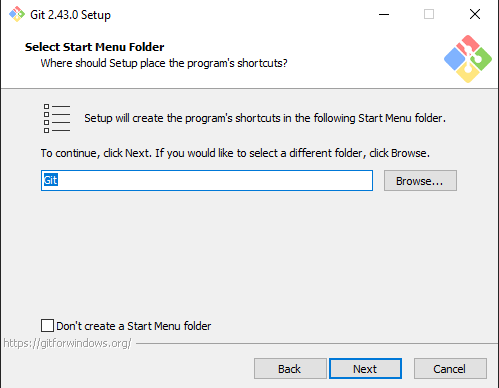 Git 2.43.0 Setup
Select Start Menu Folder
Where should Setup place the program's shortcuts?
Setup will create the program's shortcuts in the following Start Menu folder.
To continue, click Next. If you would like to select a different folder, click Browse.
Git
Browse...
Don't create a Start Menu folder
https://gitforwindows.org/
Back
Next
Cancel